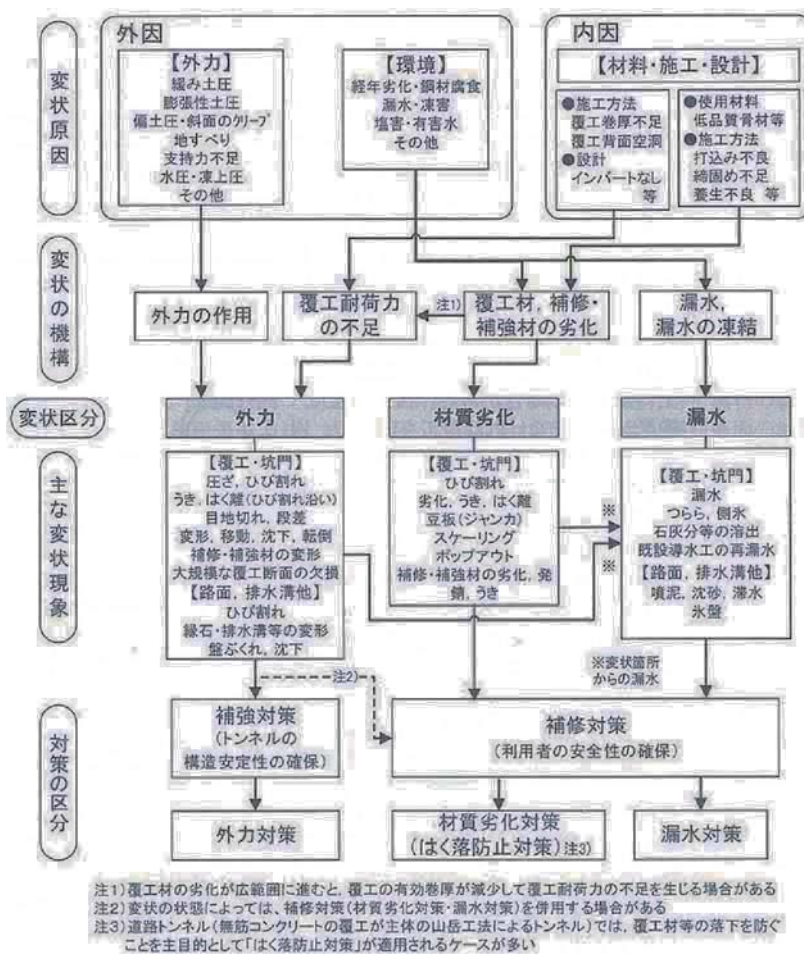 変状原因
外因
【外力】
緩み土圧
膨張性土圧
偏土圧・斜面のクリープ
地すべり
支持力不足
水圧・凍上圧
その他
【環境】
経年劣化・鋼材腐食
漏水・凍害
塩害・有害水
その他
内因
【材料・施工・設計】
●施工方法
覆工巻厚不足
覆工背面空洞
●設計
インバートなし
等
●使用材料
低品質骨材等
●施工方法
打込み不良
締固め不足
養生不良 等
変状の機構
外力の作用
覆工耐荷力
の不足
注1)
覆工材，補修・
補強材の劣化
漏水，
漏水の凍結
変状区分
外力
材質劣化
漏水
主な変状現象
【覆工・坑門】
圧ざ，ひび割れ
うき，はく離(ひび割れ沿い)
目地切れ，段差
変形，移動，沈下，転倒
補修・補強材の変形
大規模な覆工断面の欠損
【路面，排水溝他】
ひび割れ
縁石・排水溝等の変形
盤ぶくれ，沈下
【覆工・坑門】
ひび割れ
劣化，うき，はく離
豆板(ジャンカ)
スケーリング
ポップアウト
補修・補強材の劣化，発
錆，うき
※
※
【覆工・坑門】
漏水
つらら，側氷
石灰分等の溶出
既設導水工の再漏水
【路面，排水溝他】
噴泥，沈砂，滞水
氷盤
※変状箇所
からの漏水
注2)
対策の区分
補強対策
(トンネルの
構造安定性の確保)
補修対策
(利用者の安全性の確保)
外力対策
材質劣化対策
(はく落防止対策)注3)
漏水対策
注1)覆工材の劣化が広範囲に進むと、覆工の有効巻厚が減少して覆工耐荷力の不足を生じる場合がある
注2)変状の状態によっては、補修対策(材質劣化対策・漏水対策)を併用する場合がある
注3)道路トンネル(無筋コンクリートの覆工が主体の山岳工法によるトンネル)では，覆工材等の落下を防ぐ
ことを主目的として「はく落防止対策」が適用されるケースが多い